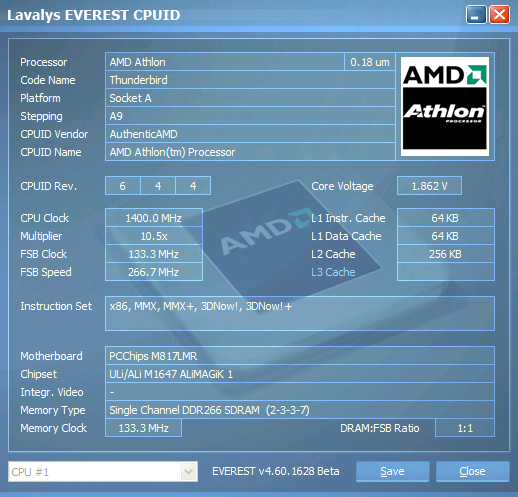 Lavalys EVEREST CPUID
Processor AMD Athlon 0.18 um
Code Name Thunderbird
Platform Socket A
Stepping A9
CPUID Vendor AuthenticAMD
CPUID Name AMD Athlon(tm) Processor
AMD
Athlon
PROCESSOR
CPUID Rev. 6 4 4 Core Voltage 1.862 V
CPU Clock 1400.0 MHz L1 Instr. Cache 64 KB
Multiplier 10.5x L1 Data Cache 64 KB
FSB Clock 133.3 MHz L2 Cache 256 KB
FSB Speed 266.7 MHz L3 Cache
AMD
Instruction Set x86, MMX, MMX+, 3DNow!, 3DNow!+
Motherboard PCChips M817LMR
Chipset ULi/ALi M1647 ALiMAGiK 1
Integr. Video -
Memory Type Single Channel DDR266 SDRAM (2-3-3-7)
Memory Clock 133.3 MHz DRAM:FSB Ratio 1:1
CPU #1 EVEREST v4.60.1628 Beta Save Close